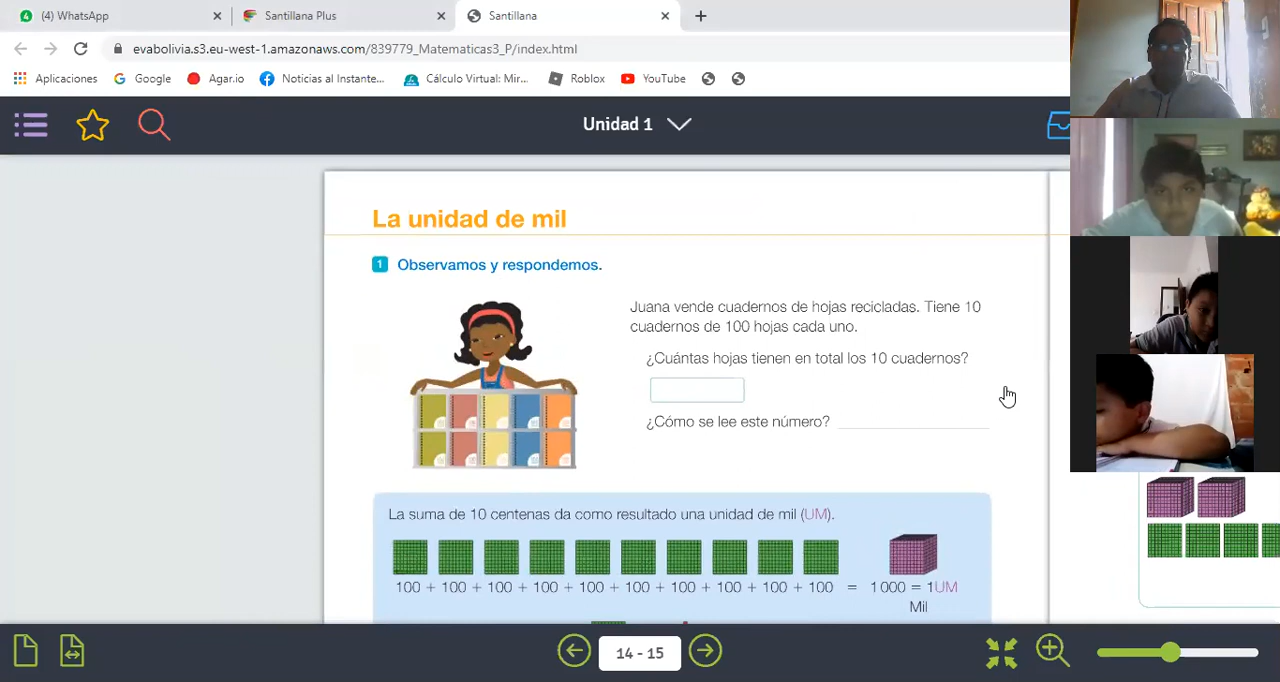 (4) WhatsApp
Santillana Plus
Santillana
evabolivia.s3.eu-west-1.amazonaws.com/839779_Matematicas3_P/index.html
Aplicaciones
Google
Agar.io
Noticias al Instante...
Cálculo Virtual: Mir...
Roblox
YouTube
Unidad 1
La unidad de mil
1 Observamos y respondemos.
Juana vende cuadernos de hojas recicladas. Tiene 10
cuadernos de 100 hojas cada uno.
¿Cuántas hojas tienen en total los 10 cuadernos?
¿Cómo se lee este número?
La suma de 10 centenas da como resultado una unidad de mil (UM).
100 + 100 + 100 + 100 + 100 + 100 + 100 + 100 + 100 + 100 = 1 000 = 1UM
Mil
14 - 15